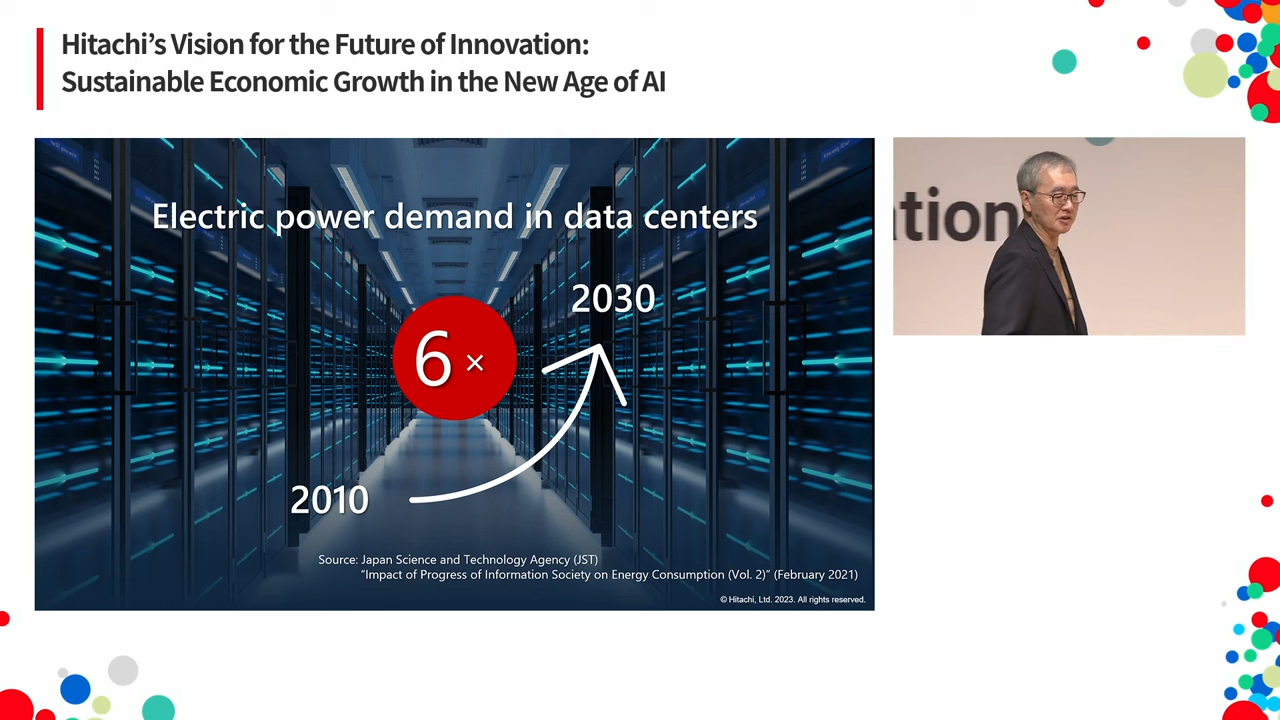 Hitachi’s Vision for the Future of Innovation:
Sustainable Economic Growth in the New Age of AI
Electric power demand in data centers
2030
6 ×
2010
Source: Japan Science and Technology Agency (JST)
“Impact of Progress of Information Society on Energy Consumption (Vol. 2)” (February 2021)
© Hitachi, Ltd. 2023. All rights reserved.
ation